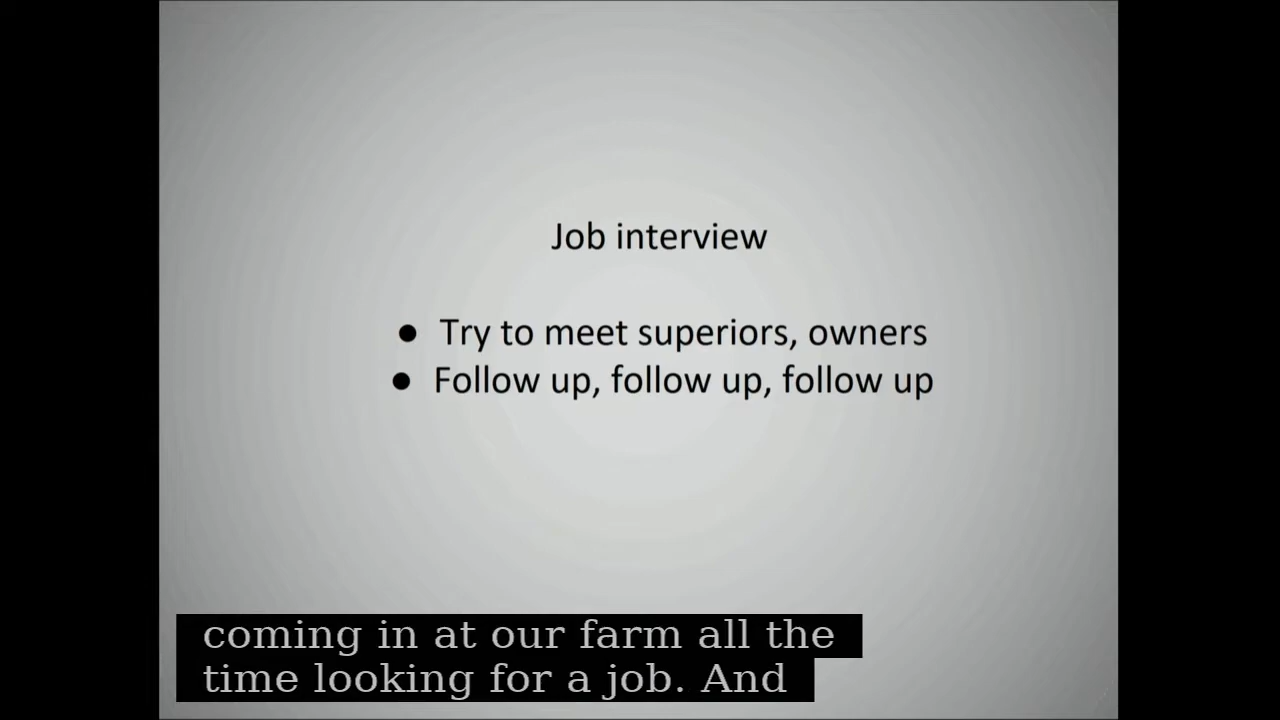 Job interview
● Try to meet superiors, owners
● Follow up, follow up, follow up
coming in at our farm all the
time looking for a job. And